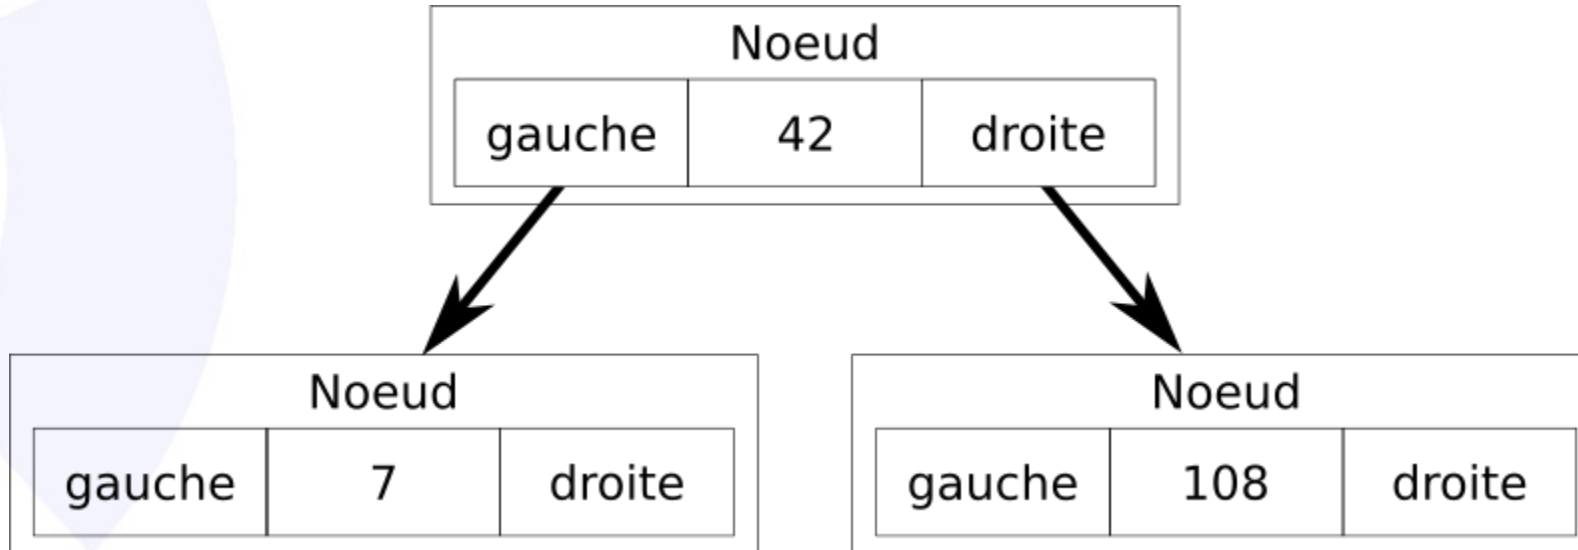 Noeud
gauche 42 droite
Noeud
gauche 7 droite
Noeud
gauche 108 droite